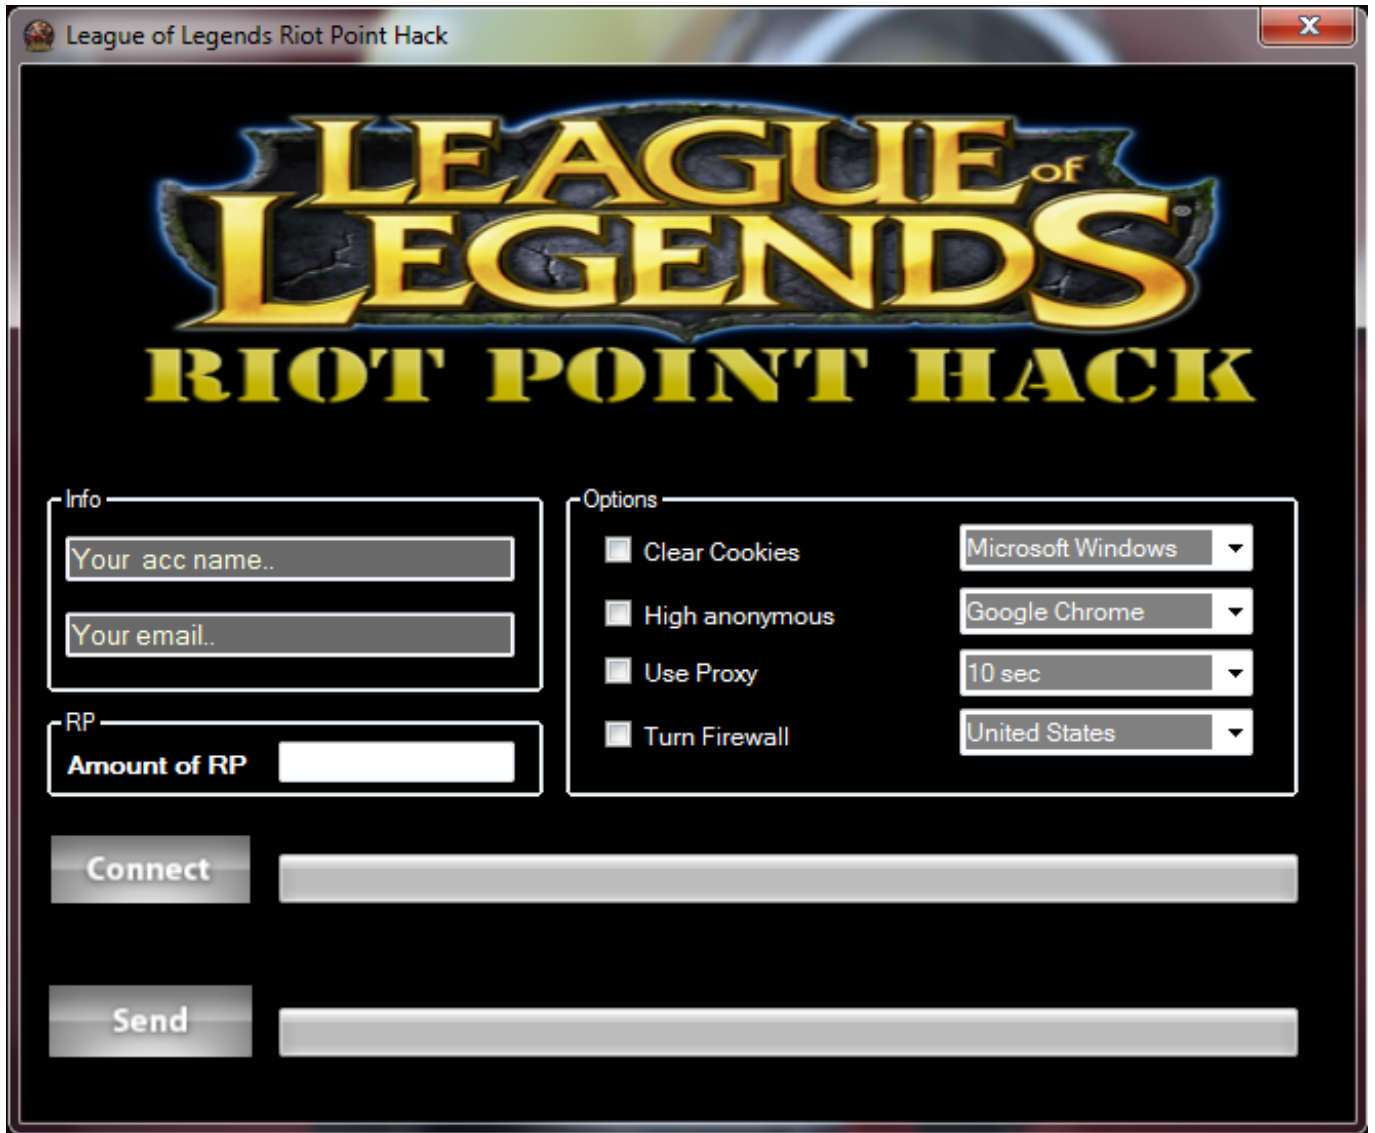 League of Legends Riot Point Hack
X
LEAGUE of
LEGENDS®
RIOT POINT HACK
Info
Your acc name..
Your email..
RP
Amount of RP
Options
Clear Cookies
Microsoft Windows
High anonymous
Google Chrome
Use Proxy
10 sec
Turn Firewall
United States
Connect
Send